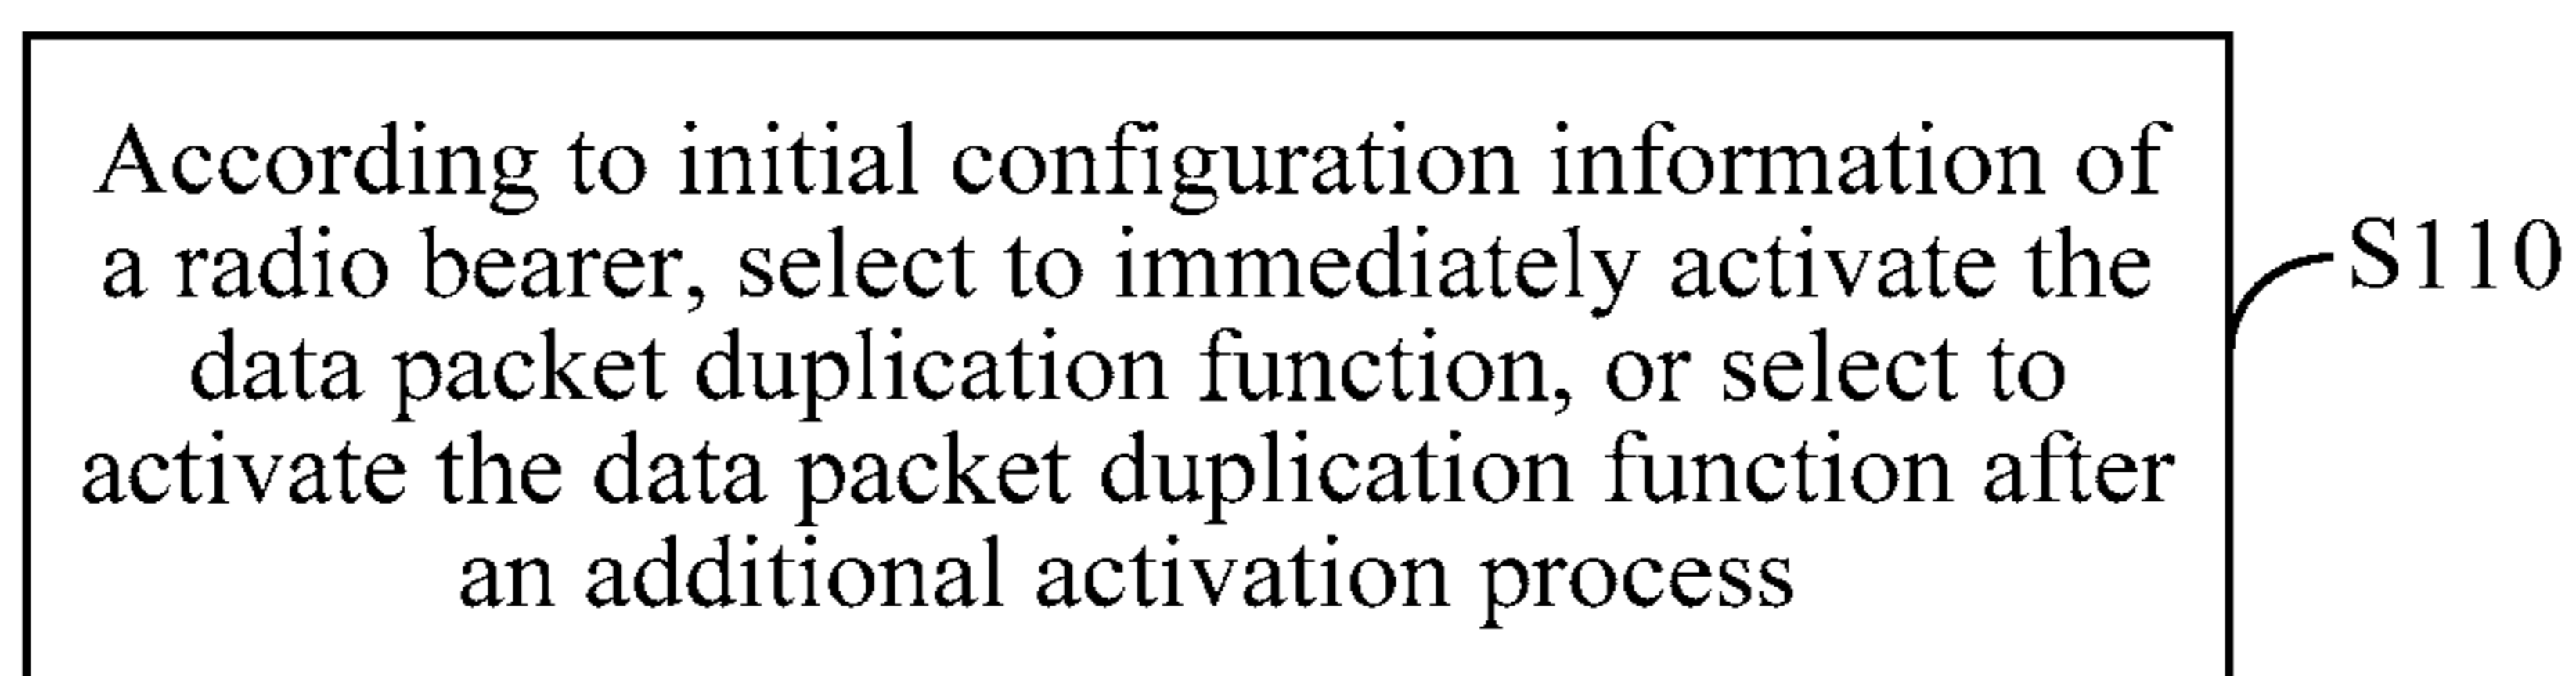 According to initial configuration information of
a radio bearer, select to immediately activate the
data packet duplication function, or select to
activate the data packet duplication function after
an additional activation process
S110